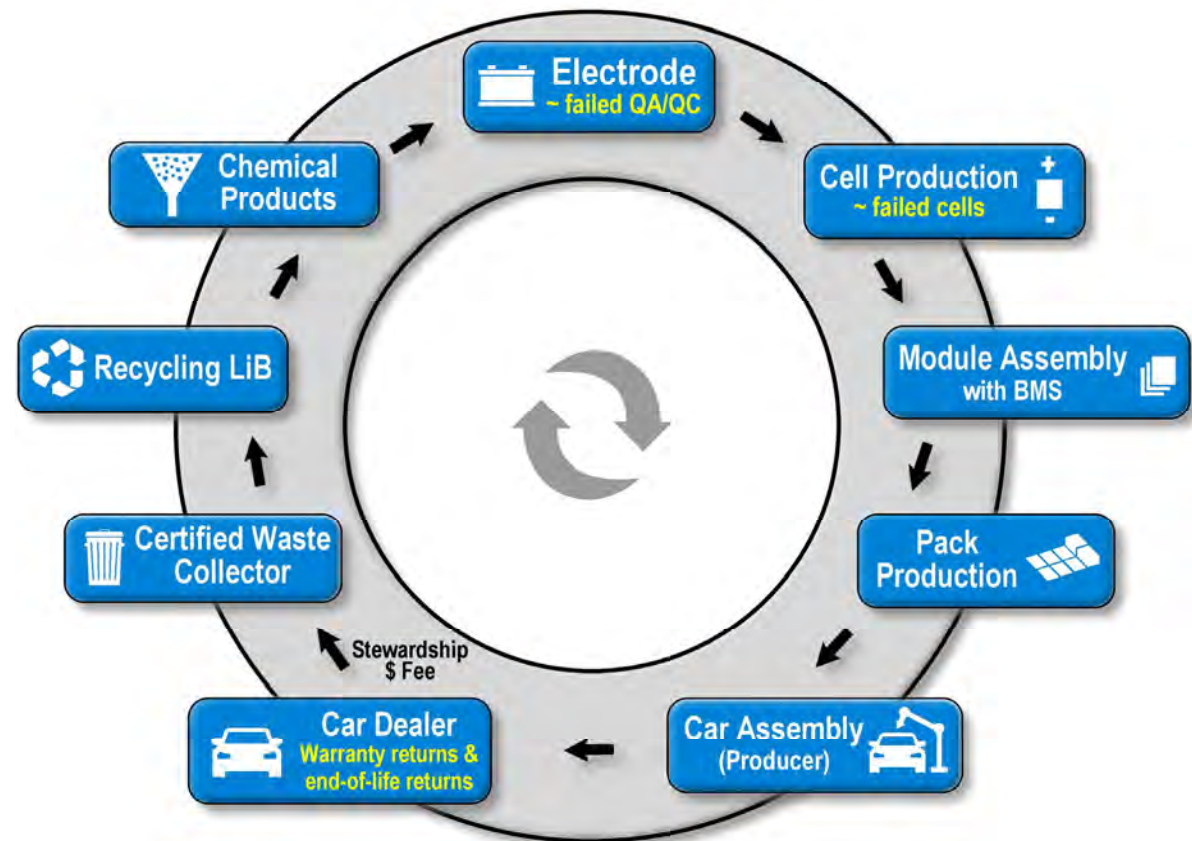 Electrode
~ failed QA/QC
Cell Production
~ failed cells
+
-
Module Assembly
with BMS
Pack
Production
Car Assembly
(Producer)
Car Dealer
Warranty returns &
end-of-life returns
Stewardship
$ Fee
Certified Waste
Collector
Recycling LiB
Chemical
Products